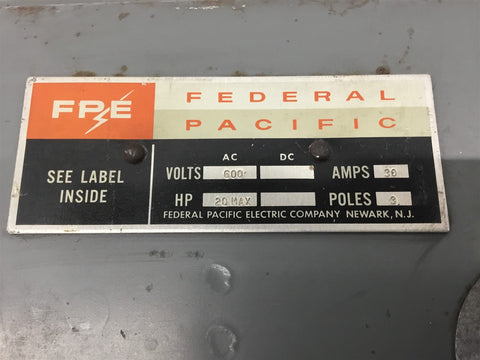 FPE
FEDERAL
PACIFIC
SEE LABEL
INSIDE
AC DC
VOLTS 600 AMPS 30
HP 20 MAX POLES 3
FEDERAL PACIFIC ELECTRIC COMPANY NEWARK, N.J.